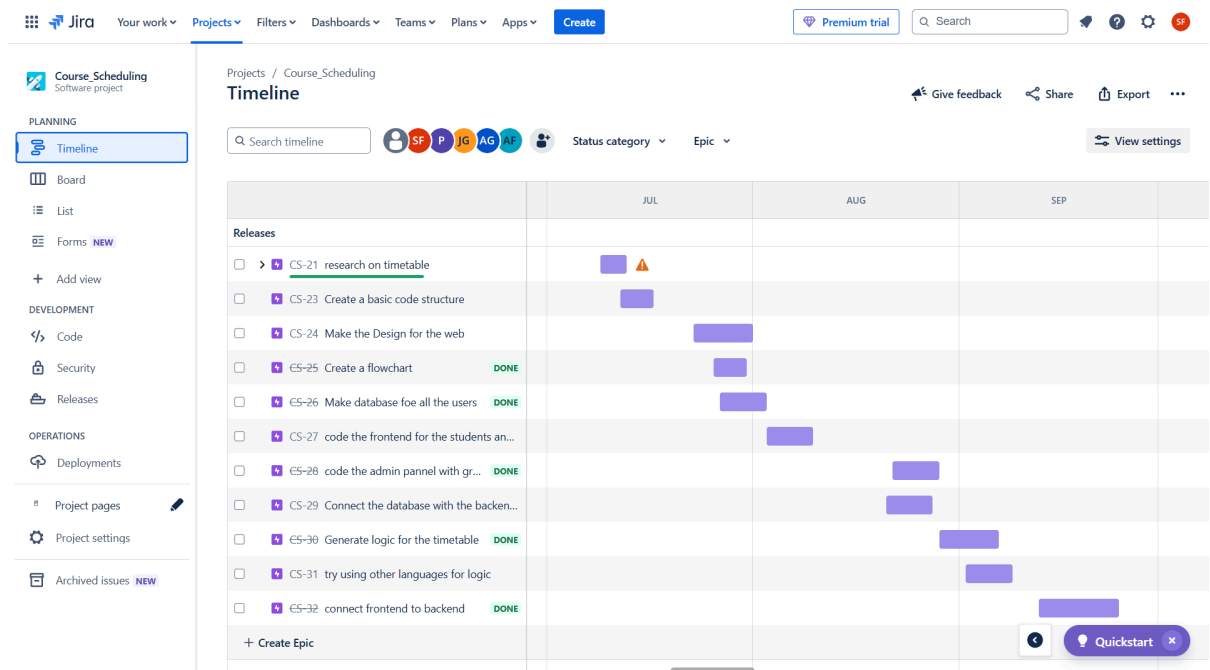 Jira Your work Projects Filters Dashboards Teams Plans Apps Create Premium trial Search SF
Course_Scheduling
Software project
PLANNING
Timeline
Board
List
Forms NEW
Add view
DEVELOPMENT
Code
Security
Releases
OPERATIONS
Deployments
Project pages
Project settings
Archived issues NEW
Projects / Course_Scheduling
Timeline
Give feedback Share Export
Search timeline SF P JG AG AF Status category Epic View settings
JUL AUG SEP
Releases
CS-21 research on timetable
CS-23 Create a basic code structure
CS-24 Make the Design for the web
CS-25 Create a flowchart DONE
CS-26 Make database foe all the users DONE
CS-27 code the frontend for the students an...
CS-28 code the admin pannel with gr... DONE
CS-29 Connect the database with the backen...
CS-30 Generate logic for the timetable DONE
CS-31 try using other languages for logic
CS-32 connect frontend to backend DONE
+ Create Epic
Quickstart